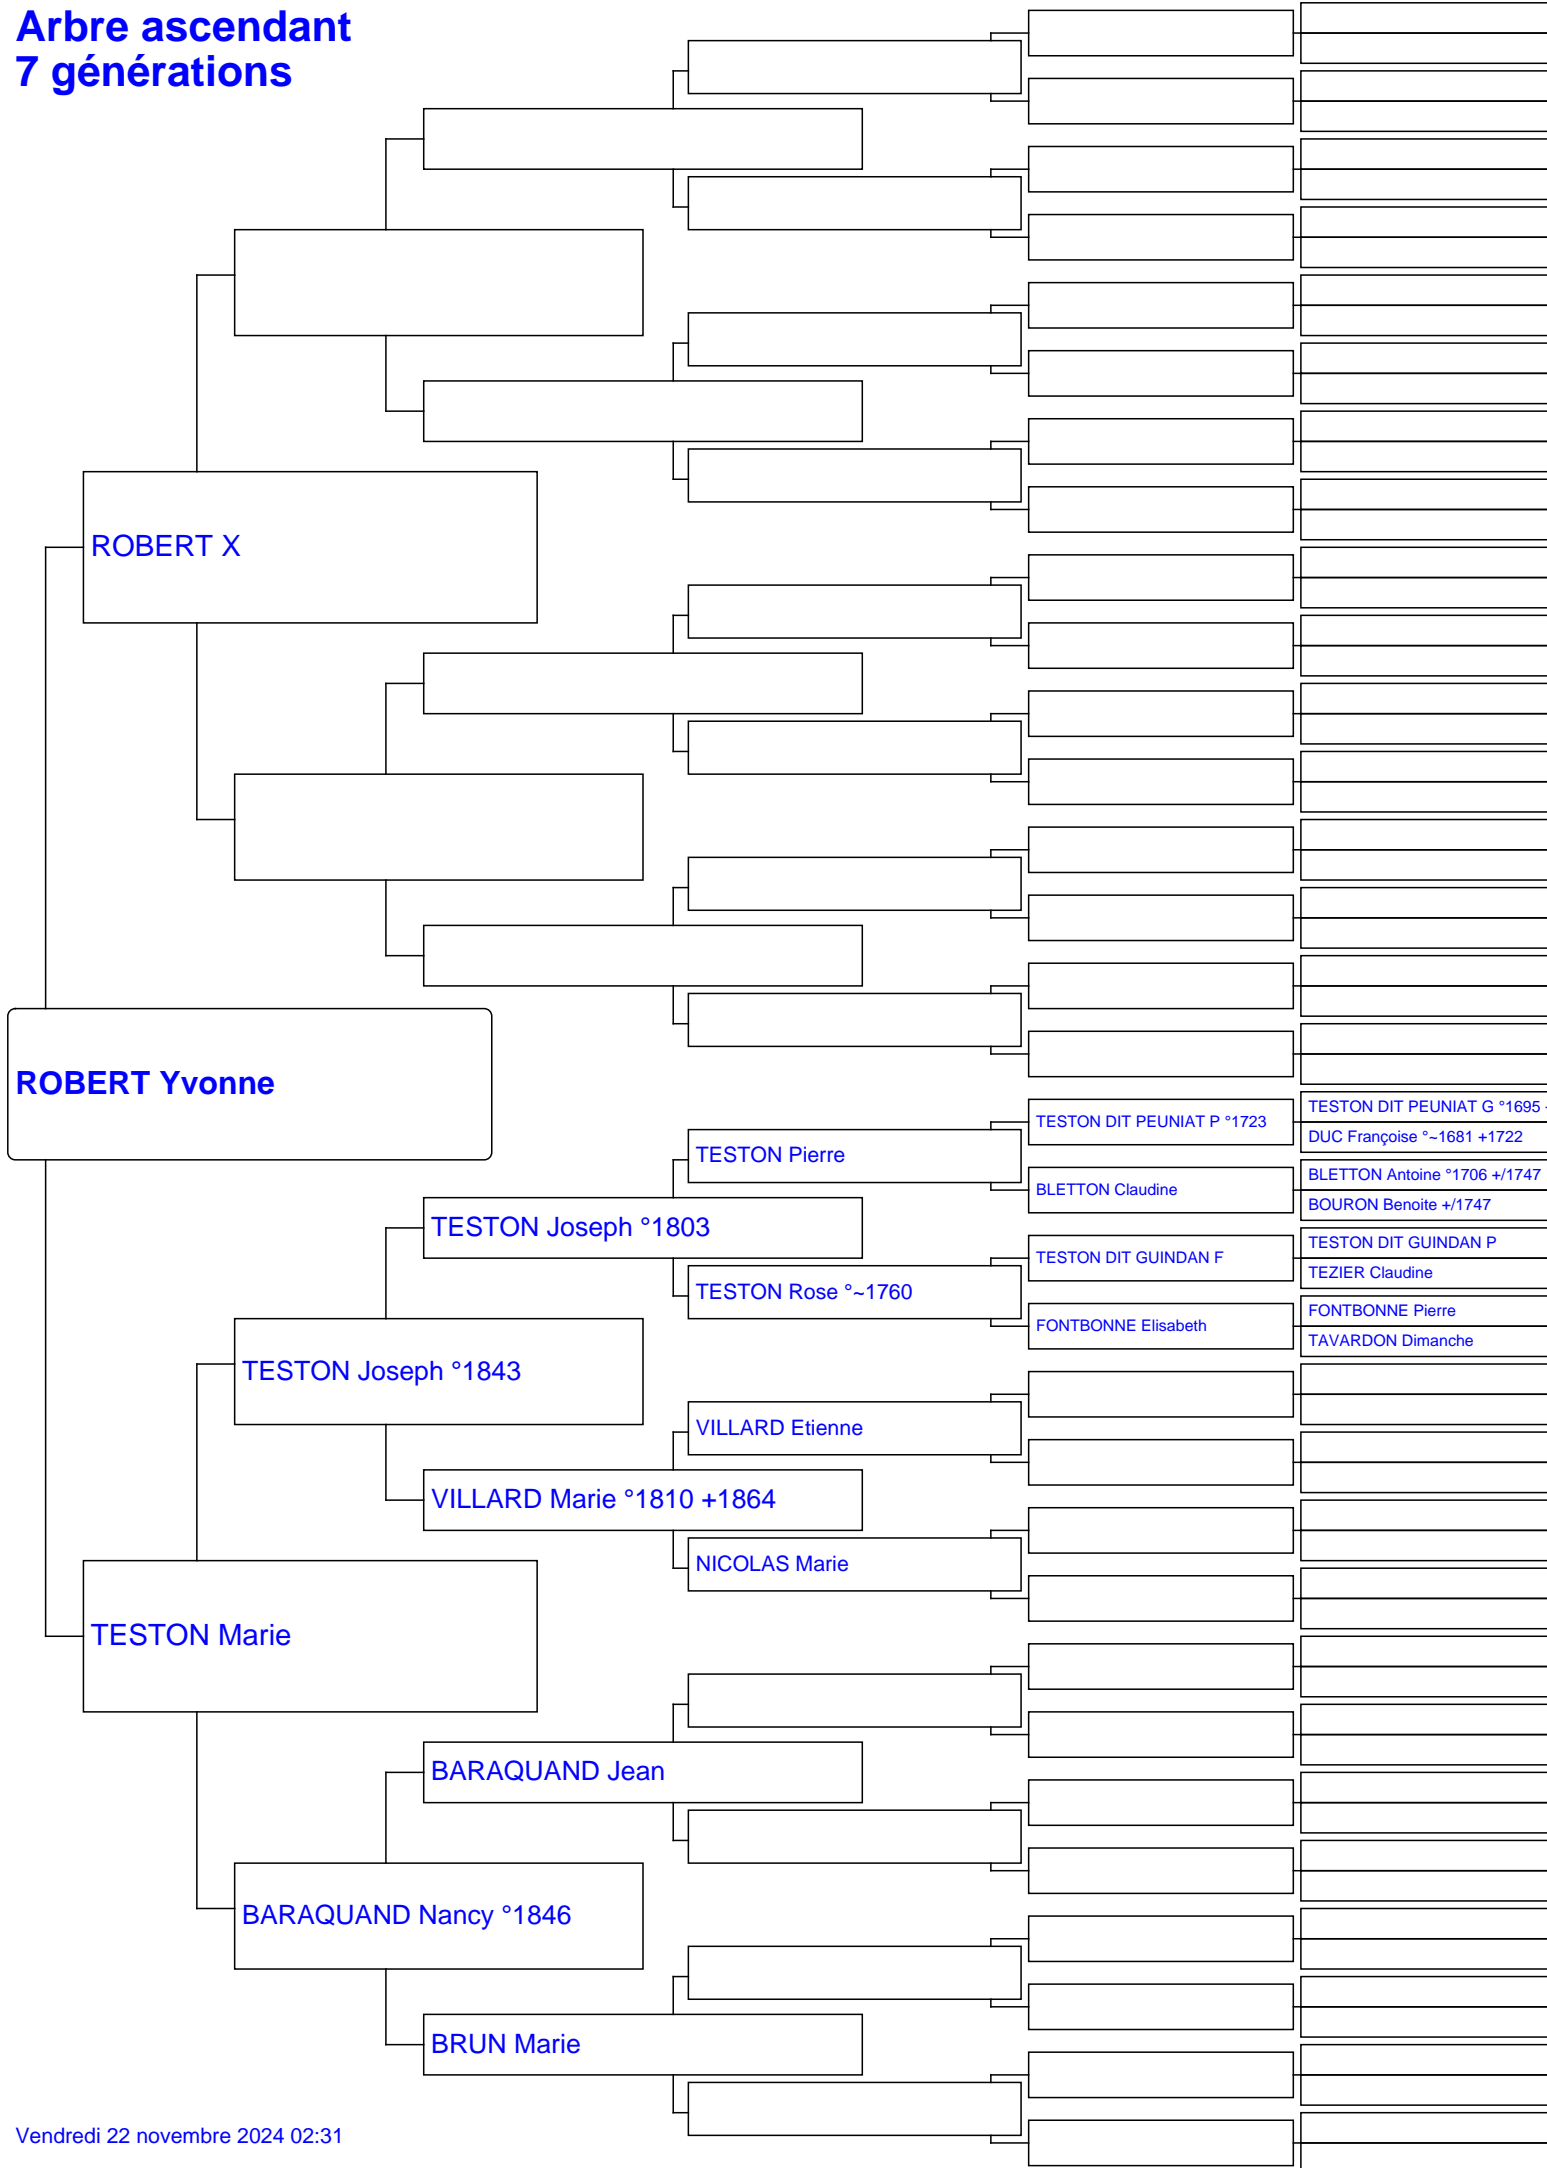 Arbre ascendant
7 générations
ROBERT X
ROBERT Yvonne
TESTON DIT PEUNIAT P °1723
TESTON DIT PEUNIAT G °1695
DUC Françoise °~1681 +1722
TESTON Pierre
BLETTON Claudine
BLETTON Antoine °1706 +/1747
BOURON Benoite +/1747
TESTON Joseph °1803
TESTON DIT GUINDAN F
TESTON DIT GUINDAN P
TEZIER Claudine
TESTON Rose °~1760
FONTBONNE Elisabeth
FONTBONNE Pierre
TAVARDON Dimanche
TESTON Joseph °1843
VILLARD Etienne
VILLARD Marie °1810 +1864
NICOLAS Marie
TESTON Marie
BARAQUAND Jean
BARAQUAND Nancy °1846
BRUN Marie
Vendredi 22 novembre 2024 02:31